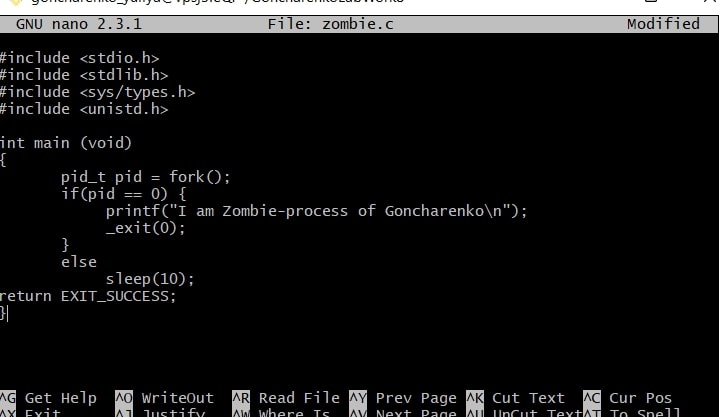 GNU nano 2.3.1 File: zombie.c Modified
#include <stdio.h>
#include <stdlib.h>
#include <sys/types.h>
#include <unistd.h>
int main (void)
{
pid_t pid = fork();
if(pid == 0) {
printf("I am Zombie-process of Goncharenko\n");
_exit(0);
}
else
sleep(10);
return EXIT_SUCCESS;
}
^G Get Help ^O WriteOut ^R Read File ^Y Prev Page ^K Cut Text ^C Cur Pos
^X Exit ^J Justify ^W Where Is ^V Next Page ^U UnCut Text ^T To Spell